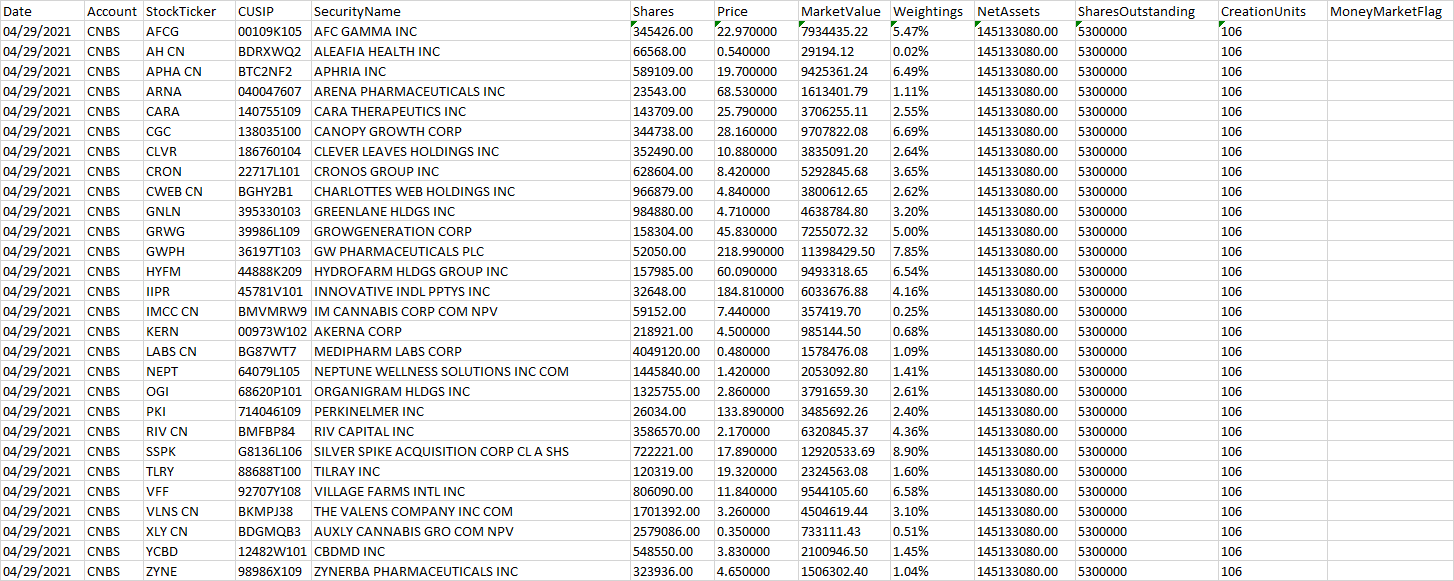 Date Account StockTicker CUSIP SecurityName Shares Price MarketValue Weightings NetAssets SharesOutstanding CreationUnits MoneyMarketFlag
04/29/2021 CNBS AFCG 00109K105 AFC GAMMA INC 345426.00 22.970000 7934435.22 5.47% 145133080.00 5300000 106
04/29/2021 CNBS AH CN BDRXWQ2 ALEAFIA HEALTH INC 66568.00 0.540000 29194.12 0.02% 145133080.00 5300000 106
04/29/2021 CNBS APHA CN BTC2NF2 APHRIA INC 589109.00 19.700000 9425361.24 6.49% 145133080.00 5300000 106
04/29/2021 CNBS ARNA 040047607 ARENA PHARMACEUTICALS INC 23543.00 68.530000 1613401.79 1.11% 145133080.00 5300000 106
04/29/2021 CNBS CARA 140755109 CARA THERAPEUTICS INC 143709.00 25.790000 3706255.11 2.55% 145133080.00 5300000 106
04/29/2021 CNBS CGC 138035100 CANOPY GROWTH CORP 344738.00 28.160000 9707822.08 6.69% 145133080.00 5300000 106
04/29/2021 CNBS CLVR 186760104 CLEVER LEAVES HOLDINGS INC 352490.00 10.880000 3835091.20 2.64% 145133080.00 5300000 106
04/29/2021 CNBS CRON 22717L101 CRONOS GROUP INC 628604.00 8.420000 5292845.68 3.65% 145133080.00 5300000 106
04/29/2021 CNBS CWEB CN BGHY2B1 CHARLOTTES WEB HOLDINGS INC 966879.00 4.840000 3800612.65 2.62% 145133080.00 5300000 106
04/29/2021 CNBS GNLN 395330103 GREENLANE HLDGS INC 984880.00 4.710000 4638784.80 3.20% 145133080.00 5300000 106
04/29/2021 CNBS GRWG 39986L109 GROWGENERATION CORP 158304.00 45.830000 7255072.32 5.00% 145133080.00 5300000 106
04/29/2021 CNBS GWPH 36197T103 GW PHARMACEUTICALS PLC 52050.00 218.990000 11398429.50 7.85% 145133080.00 5300000 106
04/29/2021 CNBS HYFM 44888K209 HYDROFARM HLDGS GROUP INC 157985.00 60.090000 9493318.65 6.54% 145133080.00 5300000 106
04/29/2021 CNBS IIPR 45781V101 INNOVATIVE INDL PPTYS INC 32648.00 184.810000 6033676.88 4.16% 145133080.00 5300000 106
04/29/2021 CNBS IMCC CN BMVMRW9 IM CANNABIS CORP COM NPV 59152.00 7.440000 357419.70 0.25% 145133080.00 5300000 106
04/29/2021 CNBS KERN 00973W102 AKERNA CORP 218921.00 4.500000 985144.50 0.68% 145133080.00 5300000 106
04/29/2021 CNBS LABS CN BG87WT7 MEDIPHARM LABS CORP 4049120.00 0.480000 1578476.08 1.09% 145133080.00 5300000 106
04/29/2021 CNBS NEPT 64079L105 NEPTUNE WELLNESS SOLUTIONS INC COM 1445840.00 1.420000 2053092.80 1.41% 145133080.00 5300000 106
04/29/2021 CNBS OGI 68620P101 ORGANIGRAM HLDGS INC 1325755.00 2.860000 3791659.30 2.61% 145133080.00 5300000 106
04/29/2021 CNBS PKI 714046109 PERKINELMER INC 26034.00 133.890000 3485692.26 2.40% 145133080.00 5300000 106
04/29/2021 CNBS RIV CN BMFBP84 RIV CAPITAL INC 3586570.00 2.170000 6320845.37 4.36% 145133080.00 5300000 106
04/29/2021 CNBS SSPK G8136L106 SILVER SPIKE ACQUISITION CORP CL A SHS 722221.00 17.890000 12920533.69 8.90% 145133080.00 5300000 106
04/29/2021 CNBS TLRY 88688T100 TILRAY INC 120319.00 19.320000 2324563.08 1.60% 145133080.00 5300000 106
04/29/2021 CNBS VFF 92707Y108 VILLAGE FARMS INTL INC 806090.00 11.840000 9544105.60 6.58% 145133080.00 5300000 106
04/29/2021 CNBS VLNS CN BKMPJ38 THE VALENS COMPANY INC COM 1701392.00 3.260000 4504619.44 3.10% 145133080.00 5300000 106
04/29/2021 CNBS XLY CN BDGMQB3 AUXLY CANNABIS GRO COM NPV 2579086.00 0.350000 733111.43 0.51% 145133080.00 5300000 106
04/29/2021 CNBS YCBD 12482W101 CBDMD INC 548550.00 3.830000 2100946.50 1.45% 145133080.00 5300000 106
04/29/2021 CNBS ZYNE 98986X109 ZYNERBA PHARMACEUTICALS INC 323936.00 4.650000 1506302.40 1.04% 145133080.00 5300000 106